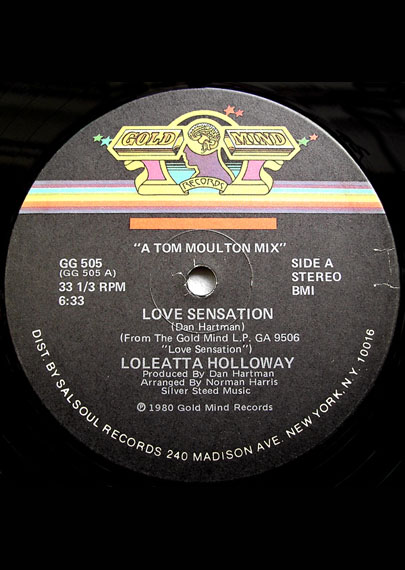 GOLD MIND
RECORDS
"A TOM MOULTON MIX"
GG 505
(GG 505 A)
33 1/3 RPM
6:33
SIDE A
STEREO
BMI
LOVE SENSATION
(Dan Hartman)
(From The Gold Mind L.P. GA 9506
"Love Sensation")
LOLEATTA HOLLOWAY
Produced By Dan Hartman
Arranged By Norman Harris
Silver Steed Music
℗ 1980 Gold Mind Records
DIST. BY SALSOUL RECORDS 240 MADISON AVE. NEW YORK, N.Y. 10016